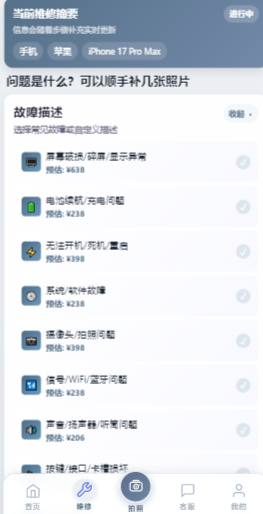 当前维修摘要
进行中
信息会随着步骤补充实时更新
手机 苹果 iPhone 17 Pro Max
问题是什么？可以顺手补几张照片
故障描述
收起
选择常见故障或自定义描述
屏幕破损/碎屏/显示异常
预估: ¥638
电池续航/充电问题
预估: ¥238
无法开机/死机/重启
预估: ¥398
系统/软件故障
预估: ¥238
摄像头/拍照问题
预估: ¥398
信号/WiFi/蓝牙问题
预估: ¥238
声音/扬声器/听筒问题
预估: ¥206
按键/接口/卡槽损坏
首页 维修 拍照 客服 我的